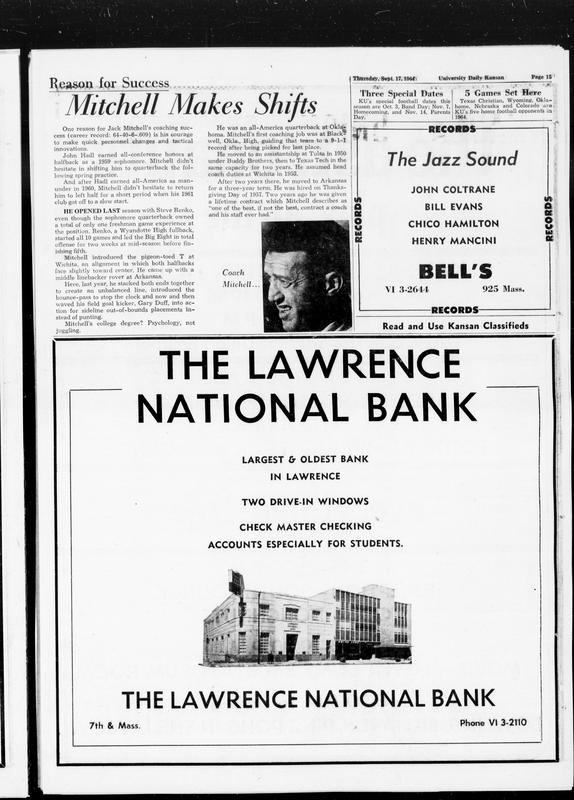 Thursday, Sept. 17, 1964 University Daily Kansan Page 15
Reason for Success
Mitchell Makes Shifts
One reason for Jack Mitchell's coaching suc-
cess (career record: 64-40-6-.609) is his courage
to make quick personnel changes and tactical
innovations.
John Hadl earned all-conference honors at
halfback as a 1959 sophomore. Mitchell didn't
hesitate in shifting him to quarterback the fol-
lowing spring practice.
And after Hadl earned all-America as man-
under in 1960, Mitchell didn't hesitate to return
him to left half for a short period when his 1961
club got off to a slow start.
HE OPENED LAST season with Steve Renko,
even though the sophomore quarterback owned
a total of only one freshman game experience at
the position. Renko, a Wyandotte High fullback,
started all 10 games and led the Big Eight in total
offense for two weeks at mid-season before fin-
ishing fifth.
Mitchell introduced the pigeon-toed T at
Wichita, an alignment in which both halfbacks
face slightly toward center. He came up with a
middle linebacker rover at Arkansas.
Here, last year, he stacked both ends together
to create an unbalanced line, introduced the
bounce-pass to stop the clock and now and then
waved his field goal kicker, Gary Duff, into ac-
tion for sideline out-of-bounds placements in-
stead of punting.
Mitchell's college degree? Psychology, not
juggling.
He was an all-America quarterback at Okla-
homa. Mitchell's first coaching job was at Black-
well, Okla., High, guiding that team to a 9-1-1
record after being picked for last place.
He moved to an assistantship at Tulsa in 1950
under Buddy Brothers, then to Texas Tech in the
same capacity for two years. He assumed head
coach duties at Wichita in 1953.
After two years there, he moved to Arkansas
for a three-year term. He was hired on Thanks-
giving Day of 1957. Two years ago he was given
a lifetime contract which Mitchell describes as
"one of the best, if not the best, contract a coach
and his staff ever had."
Coach
Mitchell...
Three Special Dates
KU's special football dates this
season are Oct. 3, Band Day; Nov. 7,
Homecoming, and Nov. 14, Parents
Day.
5 Games Set Here
Texas Christian, Wyoming, Okla-
homa, Nebraska and Colorado are
KU's five home football opponents in
1964.
RECORDS
The Jazz Sound
JOHN COLTRANE
BILL EVANS
CHICO HAMILTON
HENRY MANCINI
RECORDS
RECORDS
BELL'S
VI 3-2644 925 Mass.
RECORDS
Read and Use Kansan Classifieds
THE LAWRENCE
NATIONAL BANK
LARGEST & OLDEST BANK
IN LAWRENCE
TWO DRIVE-IN WINDOWS
CHECK MASTER CHECKING
ACCOUNTS ESPECIALLY FOR STUDENTS.
THE LAWRENCE NATIONAL BANK
7th & Mass. Phone VI 3-2110